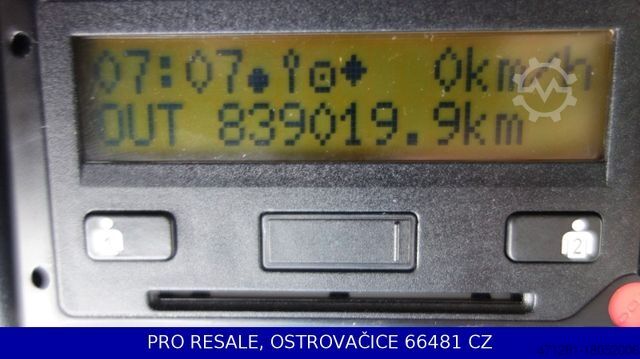 07:07 0km/h
OUT 839019.9km
1 2
PRO RESALE, OSTROVAČICE 66481 CZ